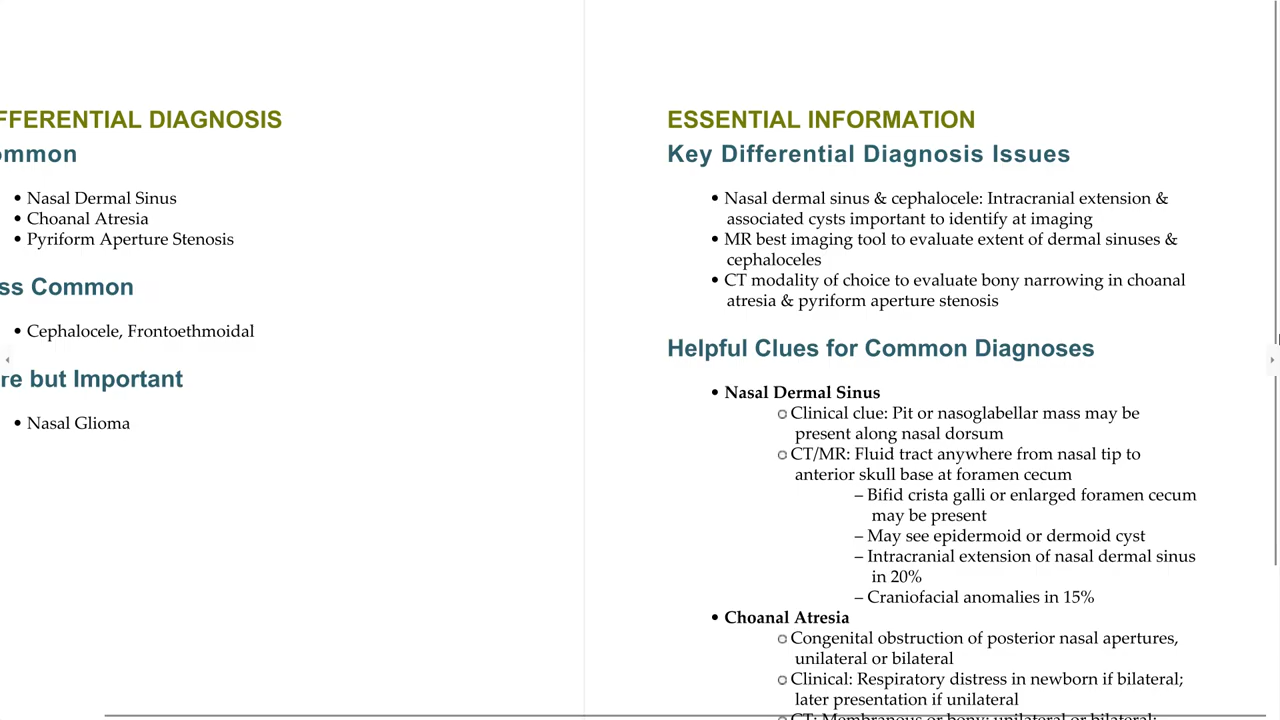 FFERENTIAL DIAGNOSIS
ommon
• Nasal Dermal Sinus
• Choanal Atresia
• Pyriform Aperture Stenosis
ss Common
• Cephalocele, Frontoethmoidal
re but Important
• Nasal Glioma
ESSENTIAL INFORMATION
Key Differential Diagnosis Issues
• Nasal dermal sinus & cephalocele: Intracranial extension &
associated cysts important to identify at imaging
• MR best imaging tool to evaluate extent of dermal sinuses &
cephaloceles
• CT modality of choice to evaluate bony narrowing in choanal
atresia & pyriform aperture stenosis
Helpful Clues for Common Diagnoses
• Nasal Dermal Sinus
○ Clinical clue: Pit or nasoglabellar mass may be
present along nasal dorsum
○ CT/MR: Fluid tract anywhere from nasal tip to
anterior skull base at foramen cecum
– Bifid crista galli or enlarged foramen cecum
may be present
– May see epidermoid or dermoid cyst
– Intracranial extension of nasal dermal sinus
in 20%
– Craniofacial anomalies in 15%
• Choanal Atresia
○ Congenital obstruction of posterior nasal apertures,
unilateral or bilateral
○ Clinical: Respiratory distress in newborn if bilateral;
later presentation if unilateral
○ CT: Membranous or bony; unilateral or bilateral;